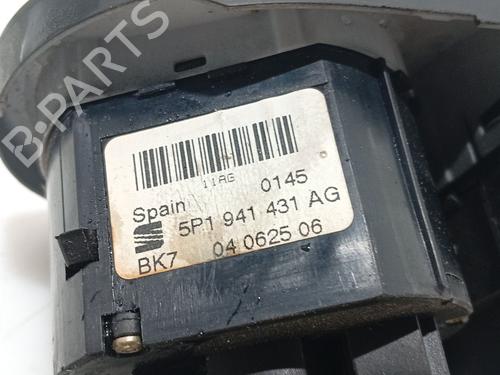 B-PARTS
11AG
0145
Spain
5P1 941 431 AG
BK7 04 0625 06